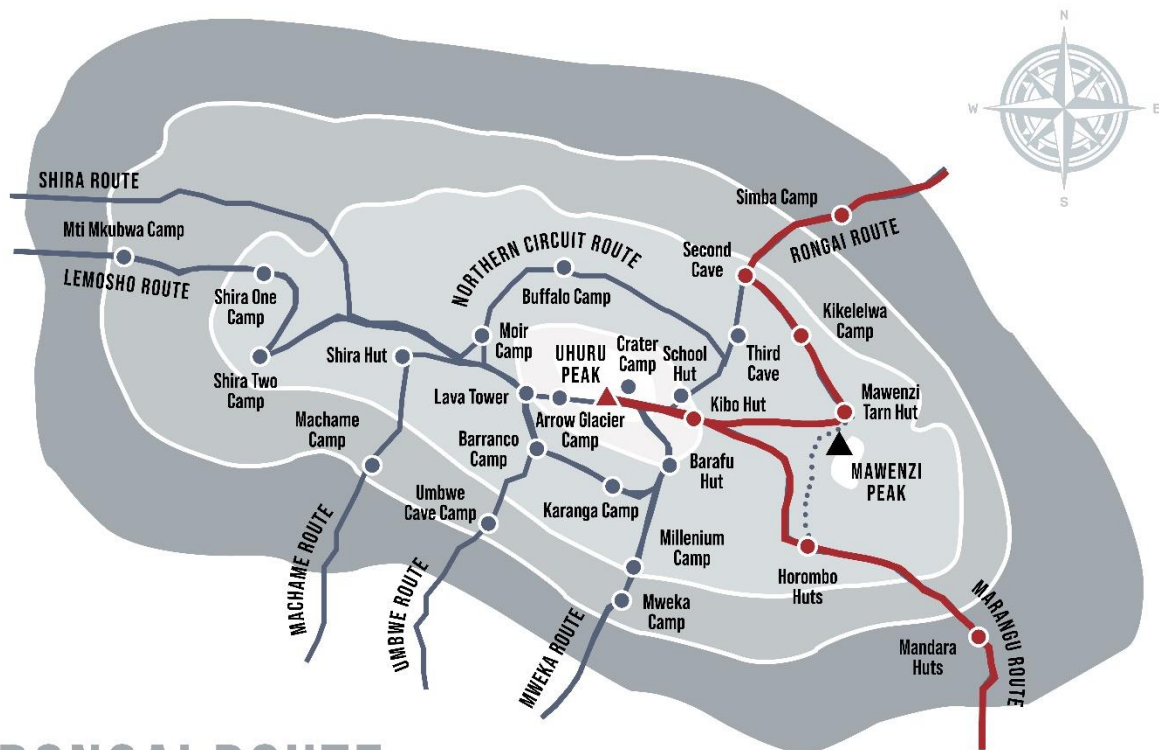 N
W
E
S
SHIRA ROUTE
Mti Mkubwa Camp
LEMOSHO ROUTE
Shira One
Camp
Shira Two
Camp
NORTHERN CIRCUIT ROUTE
Buffalo Camp
Simba Camp
RONGAI ROUTE
Second
Cave
Kikelelwa
Camp
Shira Hut
Moir
Camp
UHURU
PEAK
Crater
Camp
School
Hut
Third
Cave
Lava Tower
Arrow Glacier
Camp
Kibo Hut
Mawenzi
Tarn Hut
Machame
Camp
Barranco
Camp
Barafu
Hut
MAWENZI
PEAK
Umbwe
Cave Camp
Karanga Camp
Millenium
Camp
Horombo
Huts
MACHAME ROUTE
UMBWE ROUTE
MWEKA ROUTE
Mweka
Camp
Mandara
Huts
MARANGU ROUTE
RONGAI ROUTE